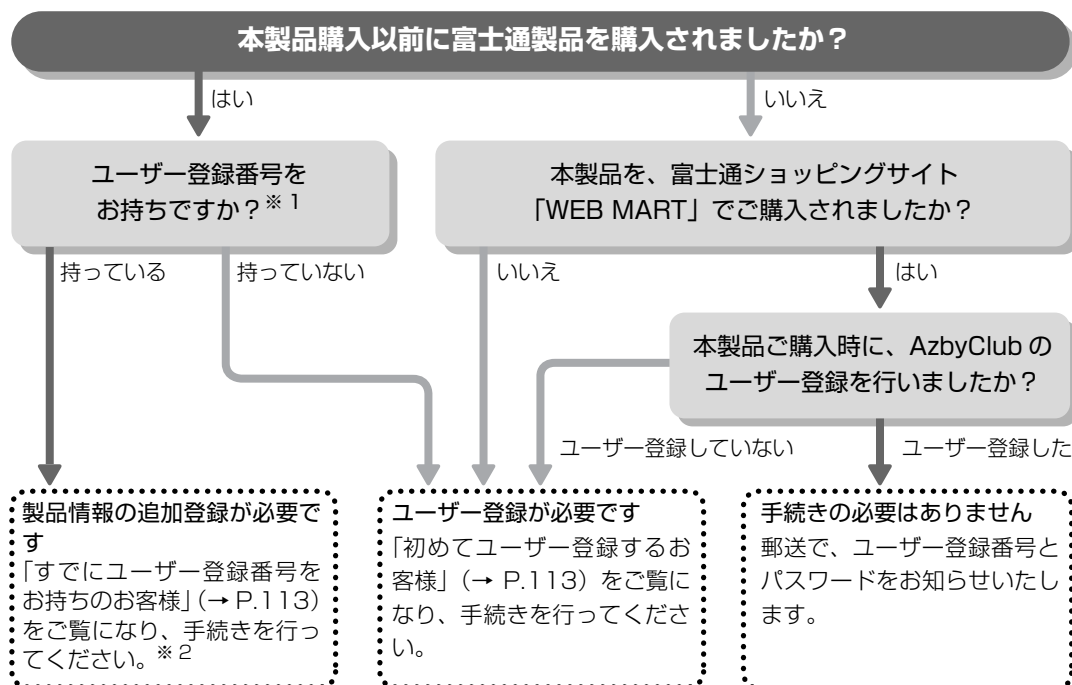 本製品購入以前に富士通製品を購入されましたか？
はい
いいえ
ユーザー登録番号を
お持ちですか？※1
本製品を、富士通ショッピングサイト
「WEB MART」でご購入されましたか？
持っている
持っていない
いいえ
はい
本製品ご購入時に、AzbyClub の
ユーザー登録を行いましたか？
ユーザー登録していない
ユーザー登録した
製品情報の追加登録が必要で
す
「すでにユーザー登録番号を
お持ちのお客様」（→ P.113）
をご覧になり、手続きを行っ
てください。※2
ユーザー登録が必要です
「初めてユーザー登録するお
客様」（→ P.113）をご覧に
なり、手続きを行ってくださ
い。
手続きの必要はありません
郵送で、ユーザー登録番号と
パスワードをお知らせいたし
ます。